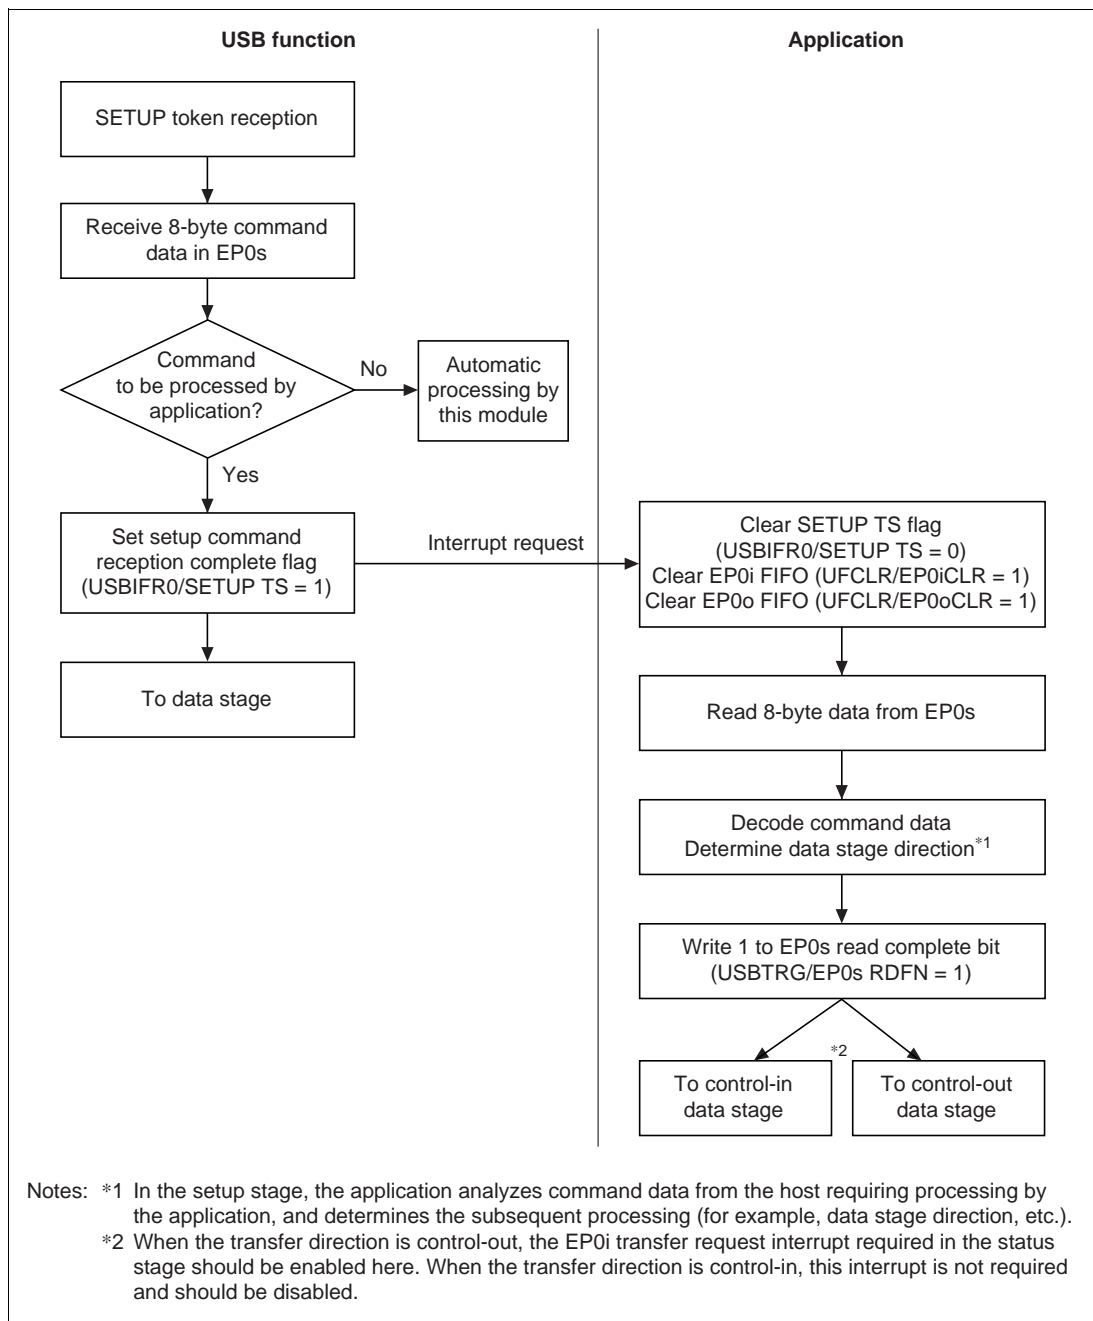 USB function
Application
SETUP token reception
Receive 8-byte command
data in EP0s
Command
to be processed by
application?
No
Automatic
processing by
this module
Yes
Set setup command
reception complete flag
(USBIFR0/SETUP TS = 1)
Interrupt request
To data stage
Clear SETUP TS flag
(USBIFR0/SETUP TS = 0)
Clear EP0i FIFO (UFCLR/EP0iCLR = 1)
Clear EP0o FIFO (UFCLR/EP0oCLR = 1)
Read 8-byte data from EP0s
Decode command data
Determine data stage direction*1
Write 1 to EP0s read complete bit
(USBTRG/EP0s RDFN = 1)
*2
To control-in
data stage
To control-out
data stage
Notes: *1 In the setup stage, the application analyzes command data from the host requiring processing by
the application, and determines the subsequent processing (for example, data stage direction, etc.).
*2 When the transfer direction is control-out, the EP0i transfer request interrupt required in the status
stage should be enabled here. When the transfer direction is control-in, this interrupt is not required
and should be disabled.